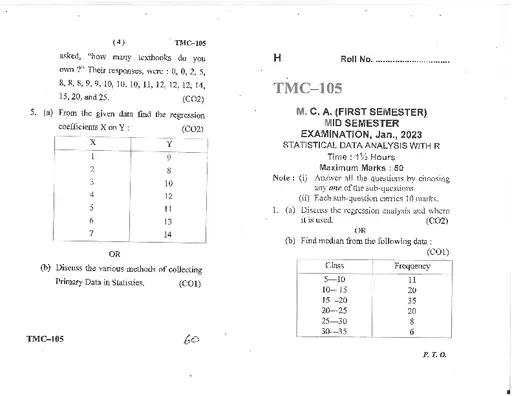 ( 4 ) TMC–105
asked, "how many textbooks do you
own ?" Their responses, were : 0, 0, 2, 5,
8, 8, 8, 9, 9, 10, 10, 10, 11, 12, 12, 12, 14,
15, 20, and 25. (CO2)
5. (a) From the given data find the regression
coefficients X on Y : (CO2)
X Y
1 9
2 8
3 10
4 12
5 11
6 13
7 14
OR
(b) Discuss the various methods of collecting
Primary Data in Statistics. (CO1)
TMC–105 60
H Roll No. ..............................
TMC–105
M. C. A. (FIRST SEMESTER)
MID SEMESTER
EXAMINATION, Jan., 2023
STATISTICAL DATA ANALYSIS WITH R
Time : 1½ Hours
Maximum Marks : 50
Note : (i) Answer all the questions by choosing
any one of the sub-questions.
(ii) Each sub-question carries 10 marks.
1. (a) Discuss the regression analysis and where
it is used. (CO2)
OR
(b) Find median from the following data :
(CO1)
Class Frequency
5—10 11
10—15 20
15—20 35
20—25 20
25—30 8
30—35 6
P. T. O.